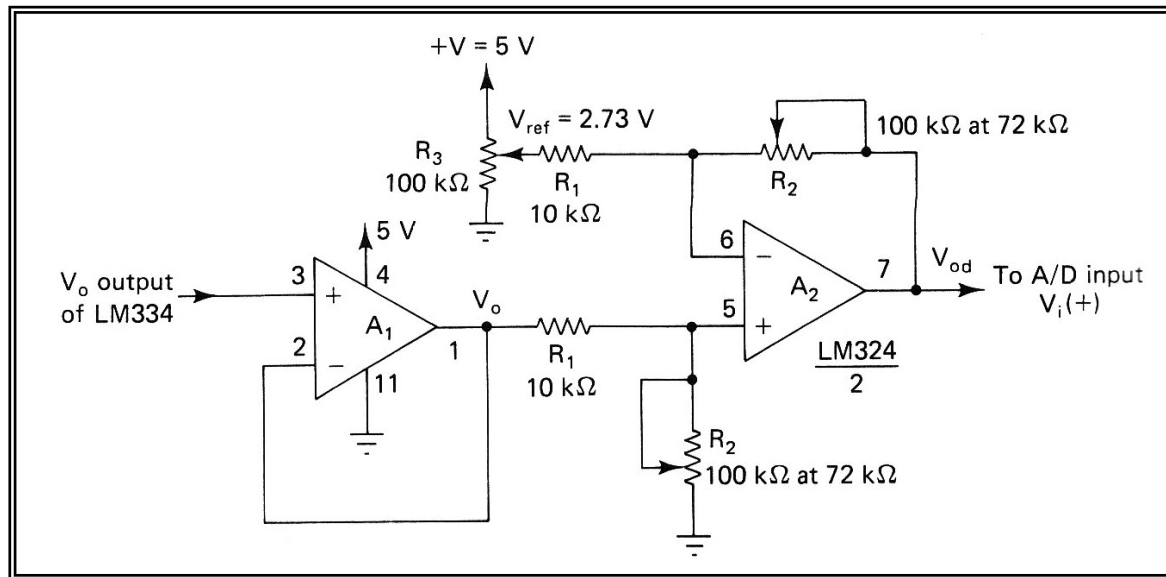 +V = 5 V
V_ref = 2.73 V
100 kΩ at 72 kΩ
R_3
100 kΩ
R_1
10 kΩ
R_2
5 V
4
6
−
7
V_od
To A/D input
V_i(+)
V_o output
of LM334
3
+
A_1
V_o
A_2
5
+
2
−
1
R_1
10 kΩ
LM324
2
11
R_2
100 kΩ at 72 kΩ